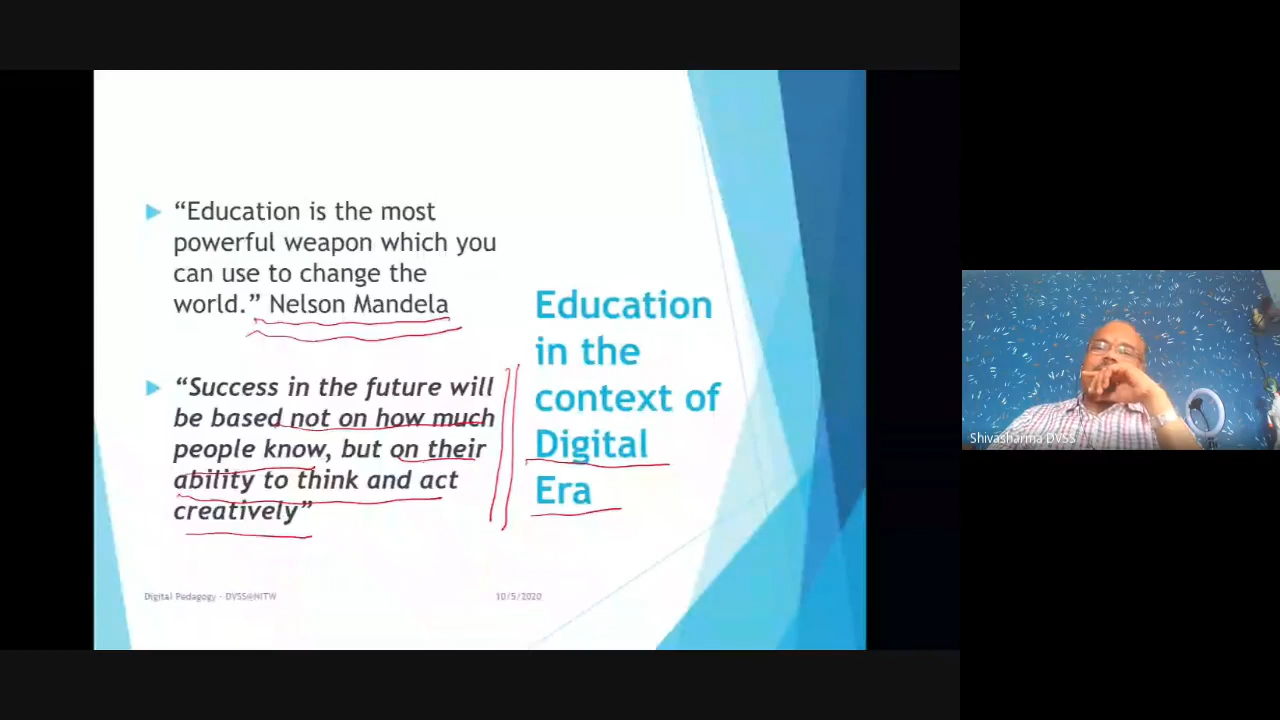 “Education is the most
powerful weapon which you
can use to change the
world.” Nelson Mandela
“Success in the future will
be based not on how much
people know, but on their
ability to think and act
creatively”
Education
in the
context of
Digital
Era
Digital Pedagogy - DVSS@NITW
10/5/2020
Shivasharma DVSS